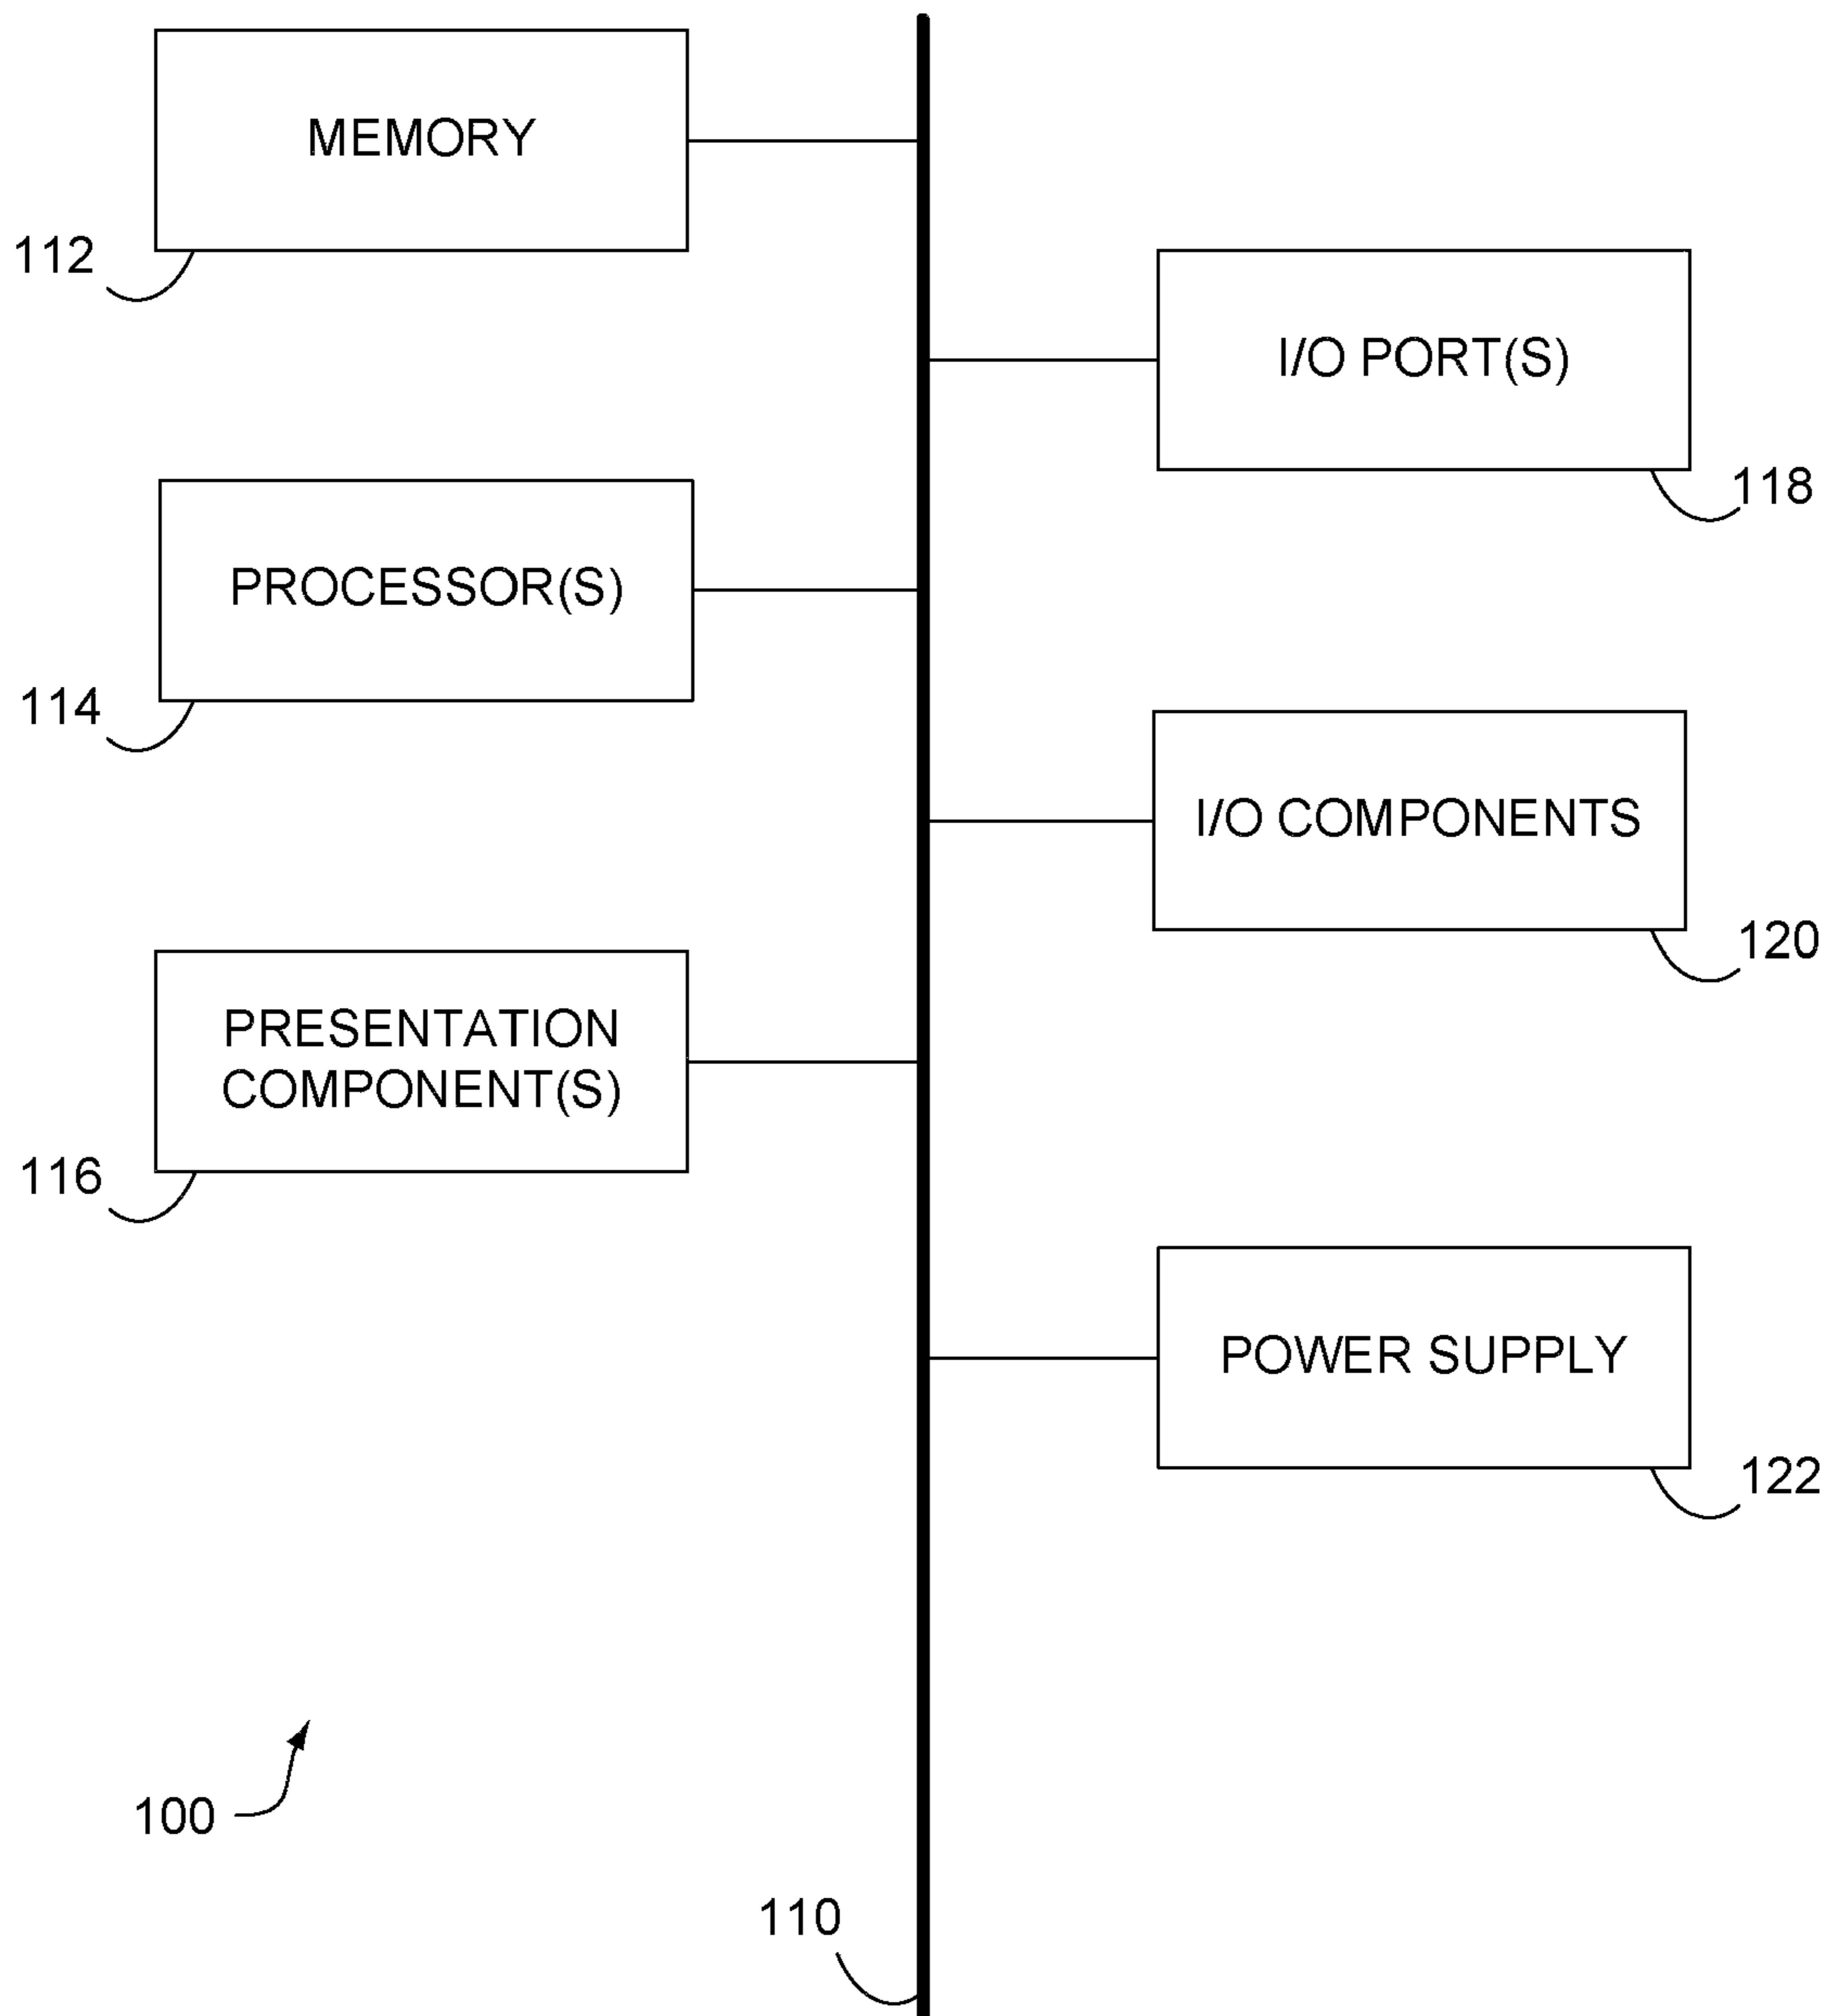 MEMORY
112
I/O PORT(S)
118
PROCESSOR(S)
114
I/O COMPONENTS
120
PRESENTATION
COMPONENT(S)
116
POWER SUPPLY
122
100
110